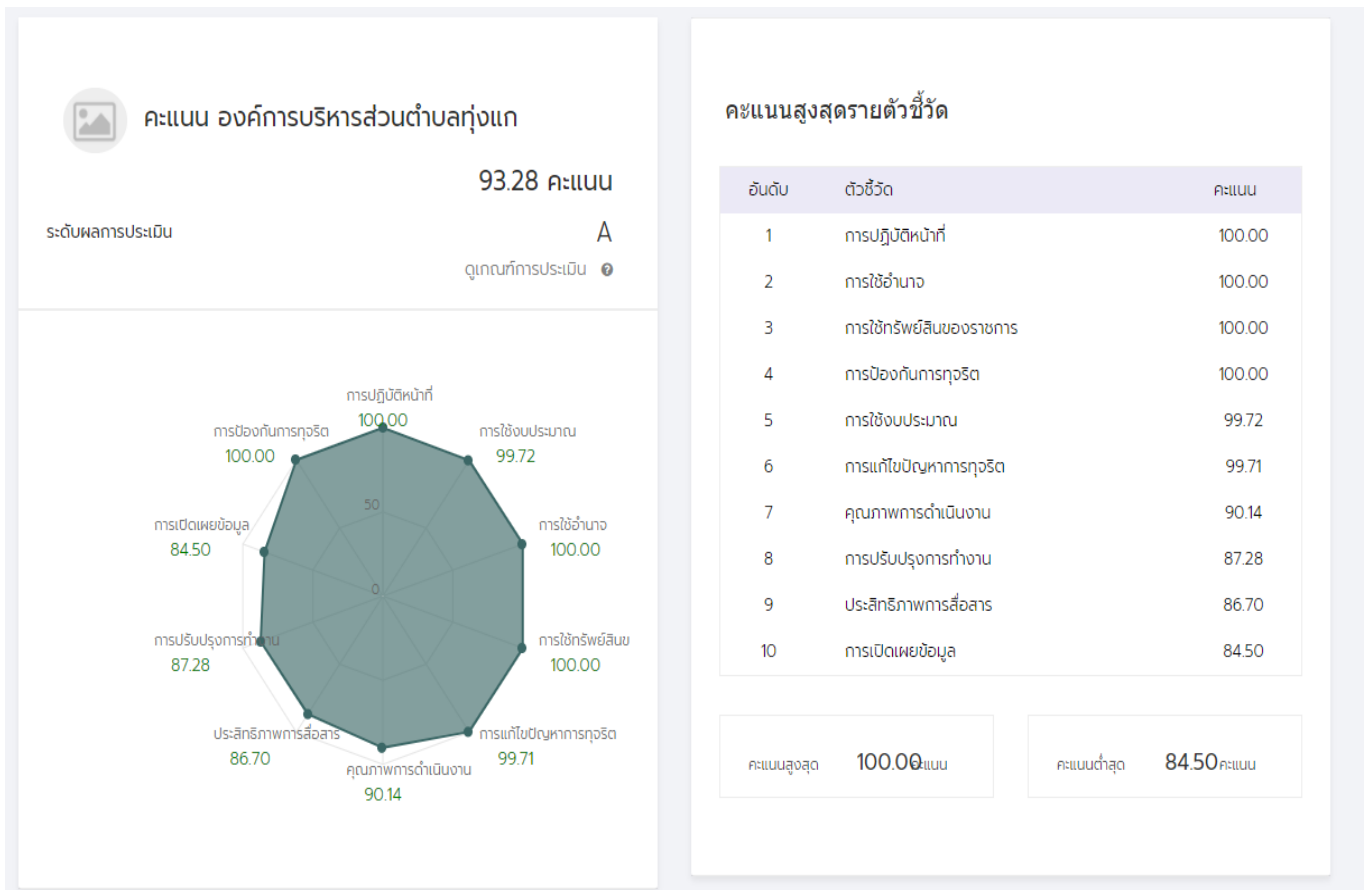 คะแนน องค์การบริหารส่วนตำบลทุ่งแก
93.28 คะแนน
ระดับผลการประเมิน A
ดูเกณฑ์การประเมิน ?
การปฏิบัติหน้าที่
100.00
การป้องกันการทุจริต
100.00
การใช้งบประมาณ
99.72
50
การเปิดเผยข้อมูล
84.50
การใช้อำนาจ
100.00
0
การปรับปรุงการทำงาน
87.28
การใช้ทรัพย์สินข
100.00
ประสิทธิภาพการสื่อสาร
86.70
การแก้ไขปัญหาการทุจริต
99.71
คุณภาพการดำเนินงาน
90.14
คะแนนสูงสุดรายตัวชี้วัด
อันดับ ตัวชี้วัด คะแนน
1 การปฏิบัติหน้าที่ 100.00
2 การใช้อำนาจ 100.00
3 การใช้ทรัพย์สินของราชการ 100.00
4 การป้องกันการทุจริต 100.00
5 การใช้งบประมาณ 99.72
6 การแก้ไขปัญหาการทุจริต 99.71
7 คุณภาพการดำเนินงาน 90.14
8 การปรับปรุงการทำงาน 87.28
9 ประสิทธิภาพการสื่อสาร 86.70
10 การเปิดเผยข้อมูล 84.50
คะแนนสูงสุด 100.00 คะแนน
คะแนนต่ำสุด 84.50 คะแนน